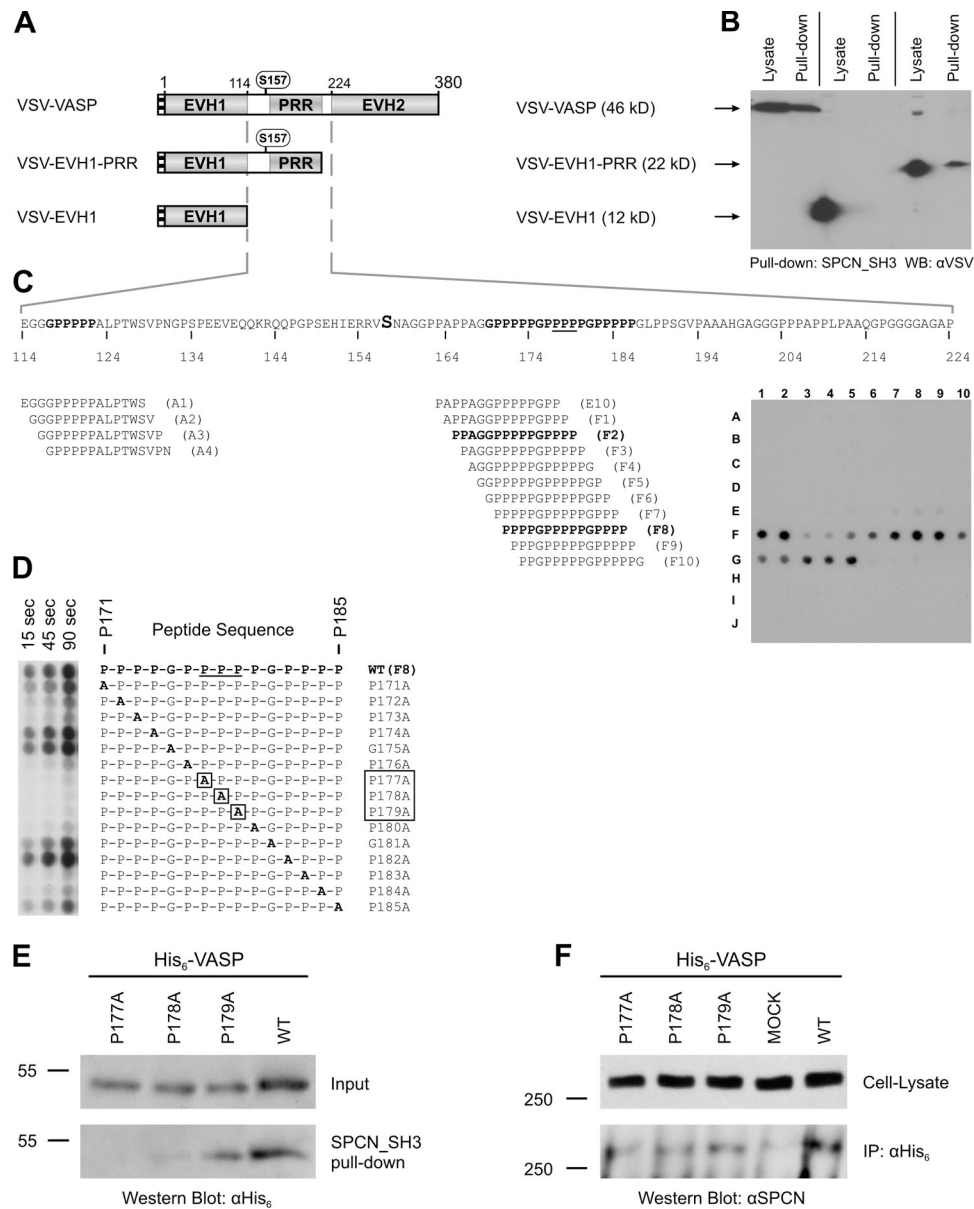 A
1 114 S157 224 380
VSV-VASP EVH1 PRR EVH2
S157
VSV-EVH1-PRR EVH1 PRR
VSV-EVH1 EVH1
B
Lysate Pull-down Lysate Pull-down Lysate Pull-down
VSV-VASP (46 kD)
VSV-EVH1-PRR (22 kD)
VSV-EVH1 (12 kD)
Pull-down: SPCN_SH3 WB: αVSV
C
EGGGPPPPPALPTWSVPNGPSPEEVEQQKRQQPGPSEHIERRVSNAGGPPAPPAGGPPPPPGPPPPPGPPPPPGLPPSGVPAAAHGAGGGPPPAPPLPAAQGPGGGGAGAP
114 124 134 144 154 164 174 184 194 204 214 224
EGGGPPPPPALPTWS (A1)
GGGPPPPPALPTWSV (A2)
GGPPPPPALPTWSVP (A3)
GPPPPPALPTWSVPN (A4)
PAPPAGGPPPPPGPP (E10)
APPAGGPPPPPGPPP (F1)
PPAGGPPPPPGPPPP (F2)
PAGGPPPPPGPPPPP (F3)
AGGPPPPPGPPPPPG (F4)
GGPPPPPGPPPPPGP (F5)
GPPPPPGPPPPPGPP (F6)
PPPPPGPPPPPGPPP (F7)
PPPPGPPPPPGPPPP (F8)
PPPGPPPPPGPPPPP (F9)
PPGPPPPPGPPPPPG (F10)
1 2 3 4 5 6 7 8 9 10
A
B
C
D
E
F
G
H
I
J
D
15 sec 45 sec 90 sec
P171 Peptide Sequence P185
P-P-P-P-G-P-P-P-P-P-G-P-P-P-P WT(F8)
A-P-P-P-G-P-P-P-P-P-G-P-P-P-P P171A
P-A-P-P-G-P-P-P-P-P-G-P-P-P-P P172A
P-P-A-P-G-P-P-P-P-P-G-P-P-P-P P173A
P-P-P-A-G-P-P-P-P-P-G-P-P-P-P P174A
P-P-P-P-A-P-P-P-P-P-G-P-P-P-P G175A
P-P-P-P-G-A-P-P-P-P-G-P-P-P-P P176A
P-P-P-P-G-P-A-P-P-P-G-P-P-P-P P177A
P-P-P-P-G-P-P-A-P-P-G-P-P-P-P P178A
P-P-P-P-G-P-P-P-A-P-G-P-P-P-P P179A
P-P-P-P-G-P-P-P-P-A-G-P-P-P-P P180A
P-P-P-P-G-P-P-P-P-P-A-P-P-P-P G181A
P-P-P-P-G-P-P-P-P-P-G-A-P-P-P P182A
P-P-P-P-G-P-P-P-P-P-G-P-A-P-P P183A
P-P-P-P-G-P-P-P-P-P-G-P-P-A-P P184A
P-P-P-P-G-P-P-P-P-P-G-P-P-P-A P185A
E
His₆-VASP
P177A P178A P179A WT
55 Input
55 SPCN_SH3
pull-down
Western Blot: αHis₆
F
His₆-VASP
P177A P178A P179A MOCK WT
250 Cell-Lysate
250 IP: αHis₆
Western Blot: αSPCN